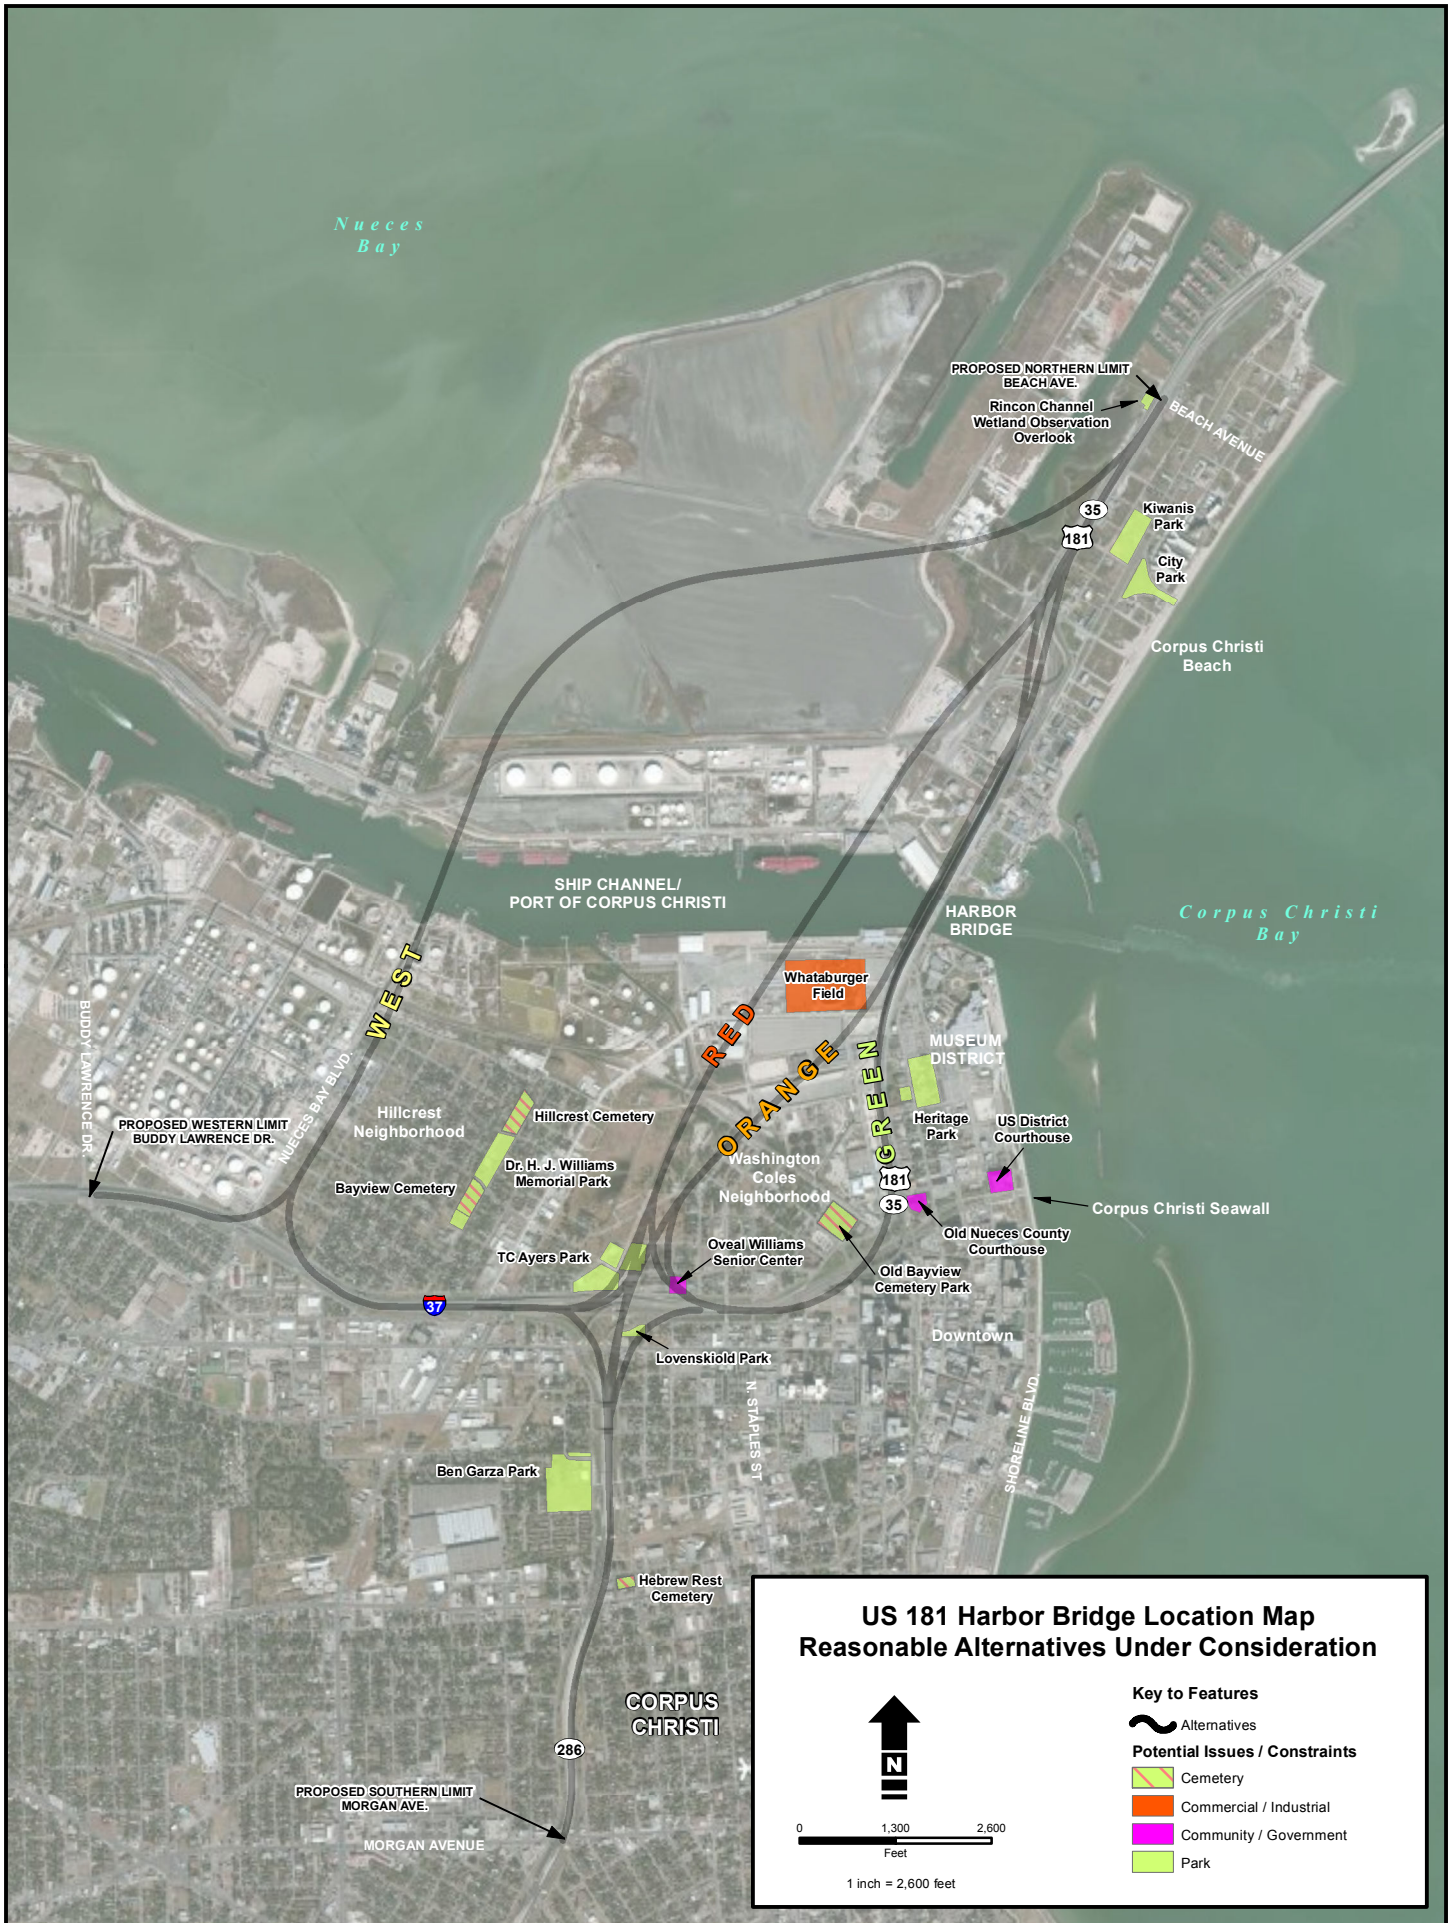 Nueces
Bay
PROPOSED NORTHERN LIMIT
BEACH AVE.
Rincon Channel
Wetland Observation
Overlook
BEACH AVENUE
35
181
Kiwanis
Park
City
Park
Corpus Christi
Beach
SHIP CHANNEL/
PORT OF CORPUS CHRISTI
HARBOR
BRIDGE
Corpus Christi
Bay
WEST
RED
ORANGE
GREEN
Whataburger
Field
MUSEUM
DISTRICT
Heritage
Park
US District
Courthouse
BUDDY LAWRENCE DR.
NUECES BAY BLVD.
PROPOSED WESTERN LIMIT
BUDDY LAWRENCE DR.
Hillcrest
Neighborhood
Hillcrest Cemetery
Dr. H. J. Williams
Memorial Park
Bayview Cemetery
Washington
Coles
Neighborhood
181
35
Corpus Christi Seawall
Old Nueces County
Courthouse
TC Ayers Park
Oveal Williams
Senior Center
Old Bayview
Cemetery Park
37
Downtown
Lovenskiold Park
N. STAPLES ST
SHORELINE BLVD.
Ben Garza Park
Hebrew Rest
Cemetery
CORPUS
CHRISTI
286
PROPOSED SOUTHERN LIMIT
MORGAN AVE.
MORGAN AVENUE
US 181 Harbor Bridge Location Map
Reasonable Alternatives Under Consideration
N
0 1,300 2,600
Feet
1 inch = 2,600 feet
Key to Features
Alternatives
Potential Issues / Constraints
Cemetery
Commercial / Industrial
Community / Government
Park